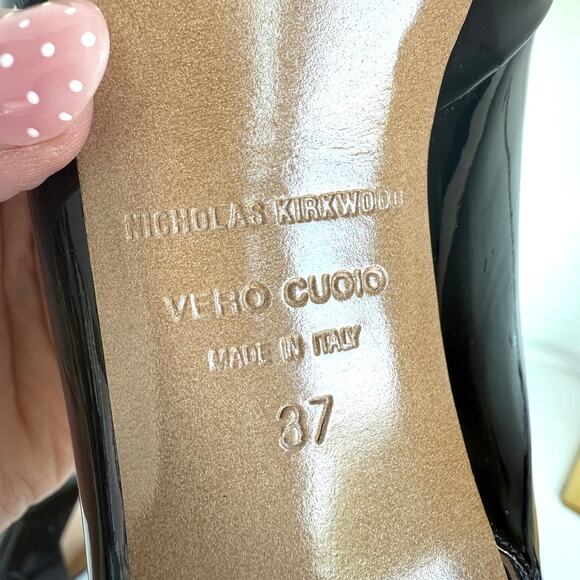 NICHOLAS KIRKWOOD
VERO CUOIO
MADE IN ITALY
37